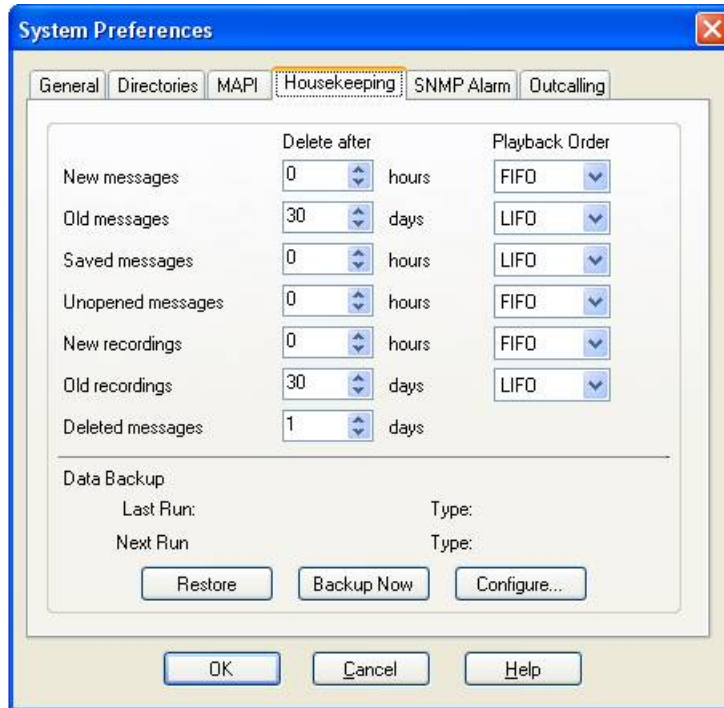 System Preferences
General Directories MAPI Housekeeping SNMP Alarm Outcalling
Delete after Playback Order
New messages 0 hours FIFO
Old messages 30 days LIFO
Saved messages 0 hours LIFO
Unopened messages 0 hours FIFO
New recordings 0 hours FIFO
Old recordings 30 days LIFO
Deleted messages 1 days
Data Backup
Last Run: Type:
Next Run Type:
Restore Backup Now Configure...
OK Cancel Help